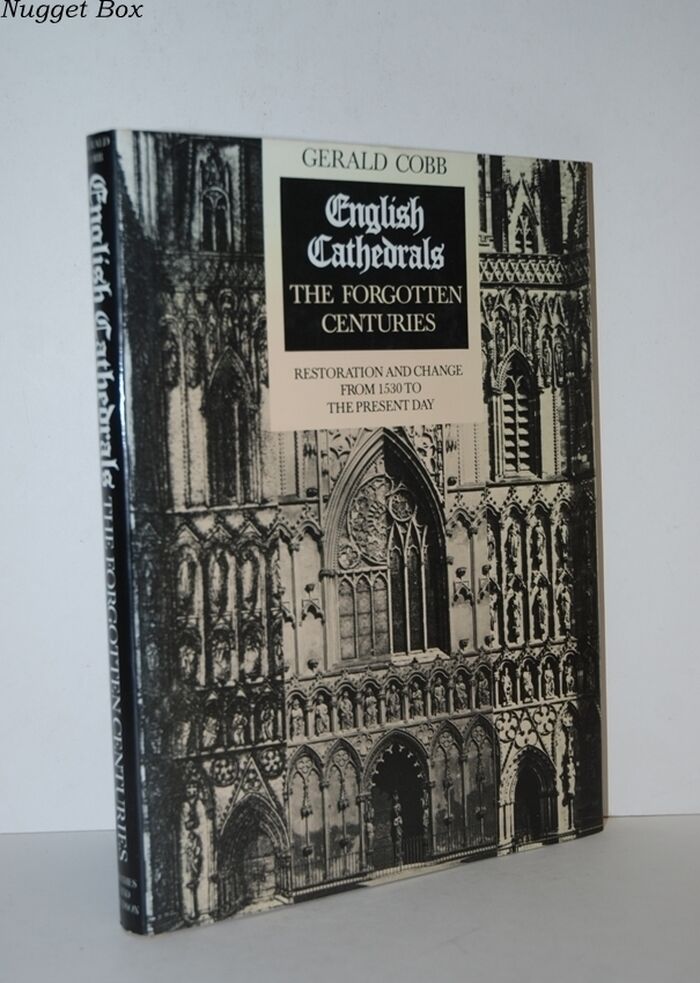 Nugget Box
GERALD COBB
English
Cathedrals
THE FORGOTTEN
CENTURIES
RESTORATION AND CHANGE
FROM 1530 TO
THE PRESENT DAY
English Cathedrals THE FORGOTTEN CENTURIES